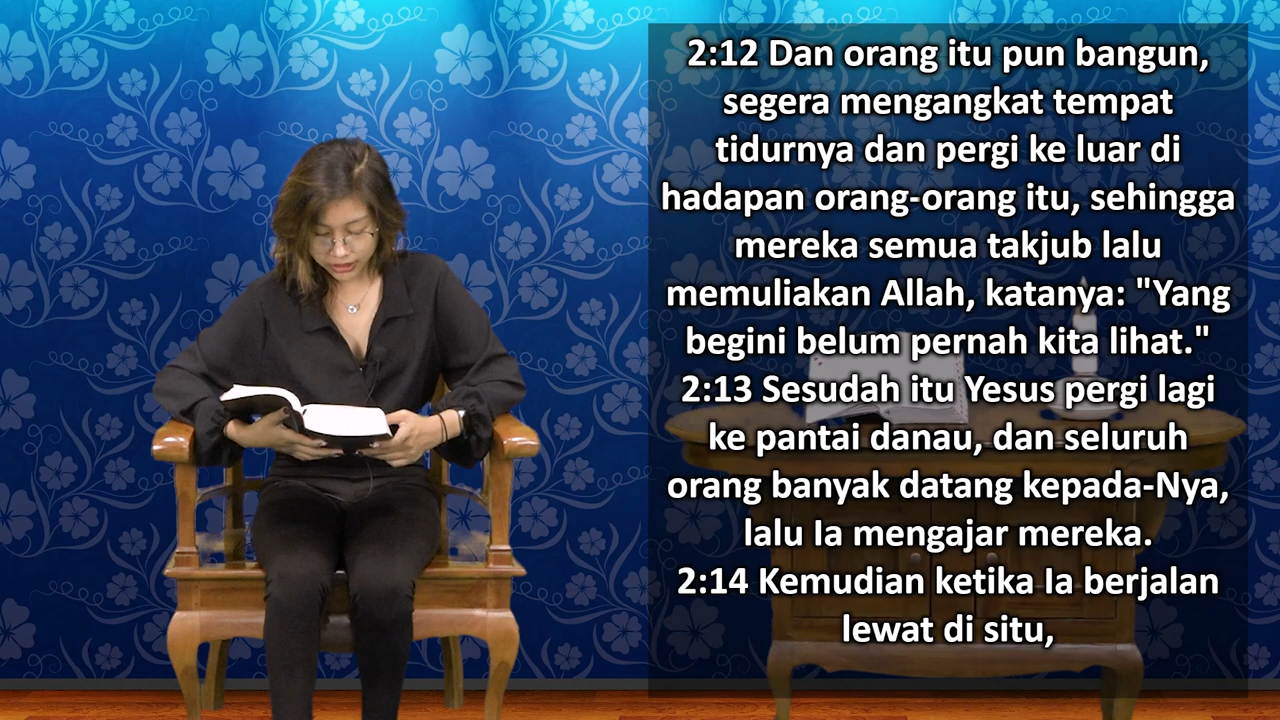 2:12 Dan orang itu pun bangun,
segera mengangkat tempat
tidurnya dan pergi ke luar di
hadapan orang-orang itu, sehingga
mereka semua takjub lalu
memuliakan Allah, katanya: "Yang
begini belum pernah kita lihat."
2:13 Sesudah itu Yesus pergi lagi
ke pantai danau, dan seluruh
orang banyak datang kepada-Nya,
lalu Ia mengajar mereka.
2:14 Kemudian ketika Ia berjalan
lewat di situ,